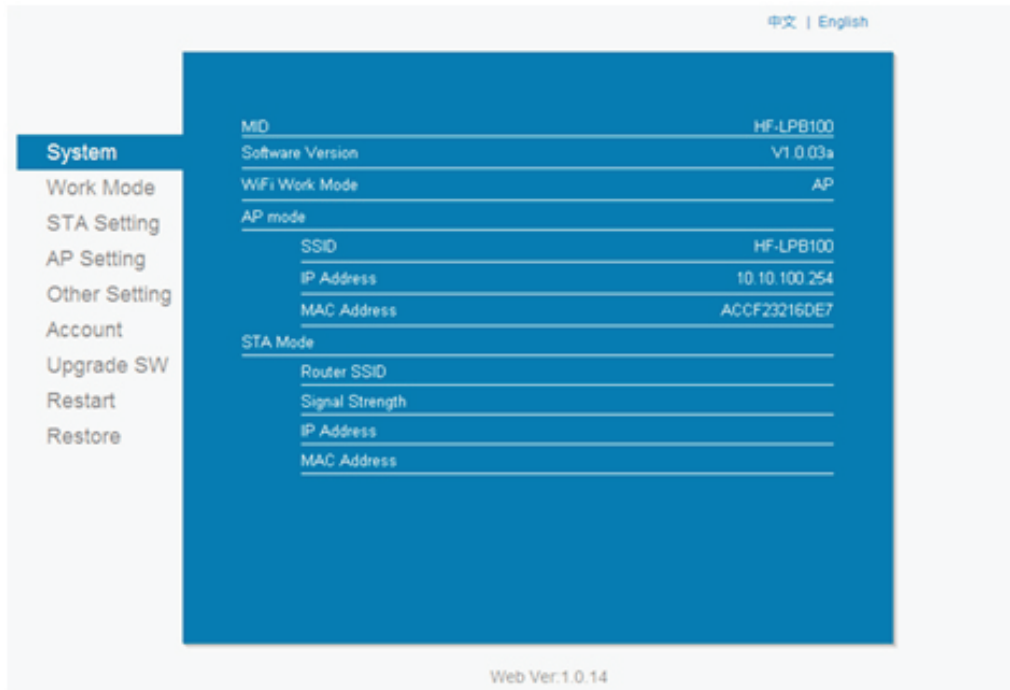 中文 | English
System
Work Mode
STA Setting
AP Setting
Other Setting
Account
Upgrade SW
Restart
Restore
MID HF-LPB100
Software Version V1.0.03a
WiFi Work Mode AP
AP mode
SSID HF-LPB100
IP Address 10.10.100.254
MAC Address ACCF23216DE7
STA Mode
Router SSID
Signal Strength
IP Address
MAC Address
Web Ver:1.0.14